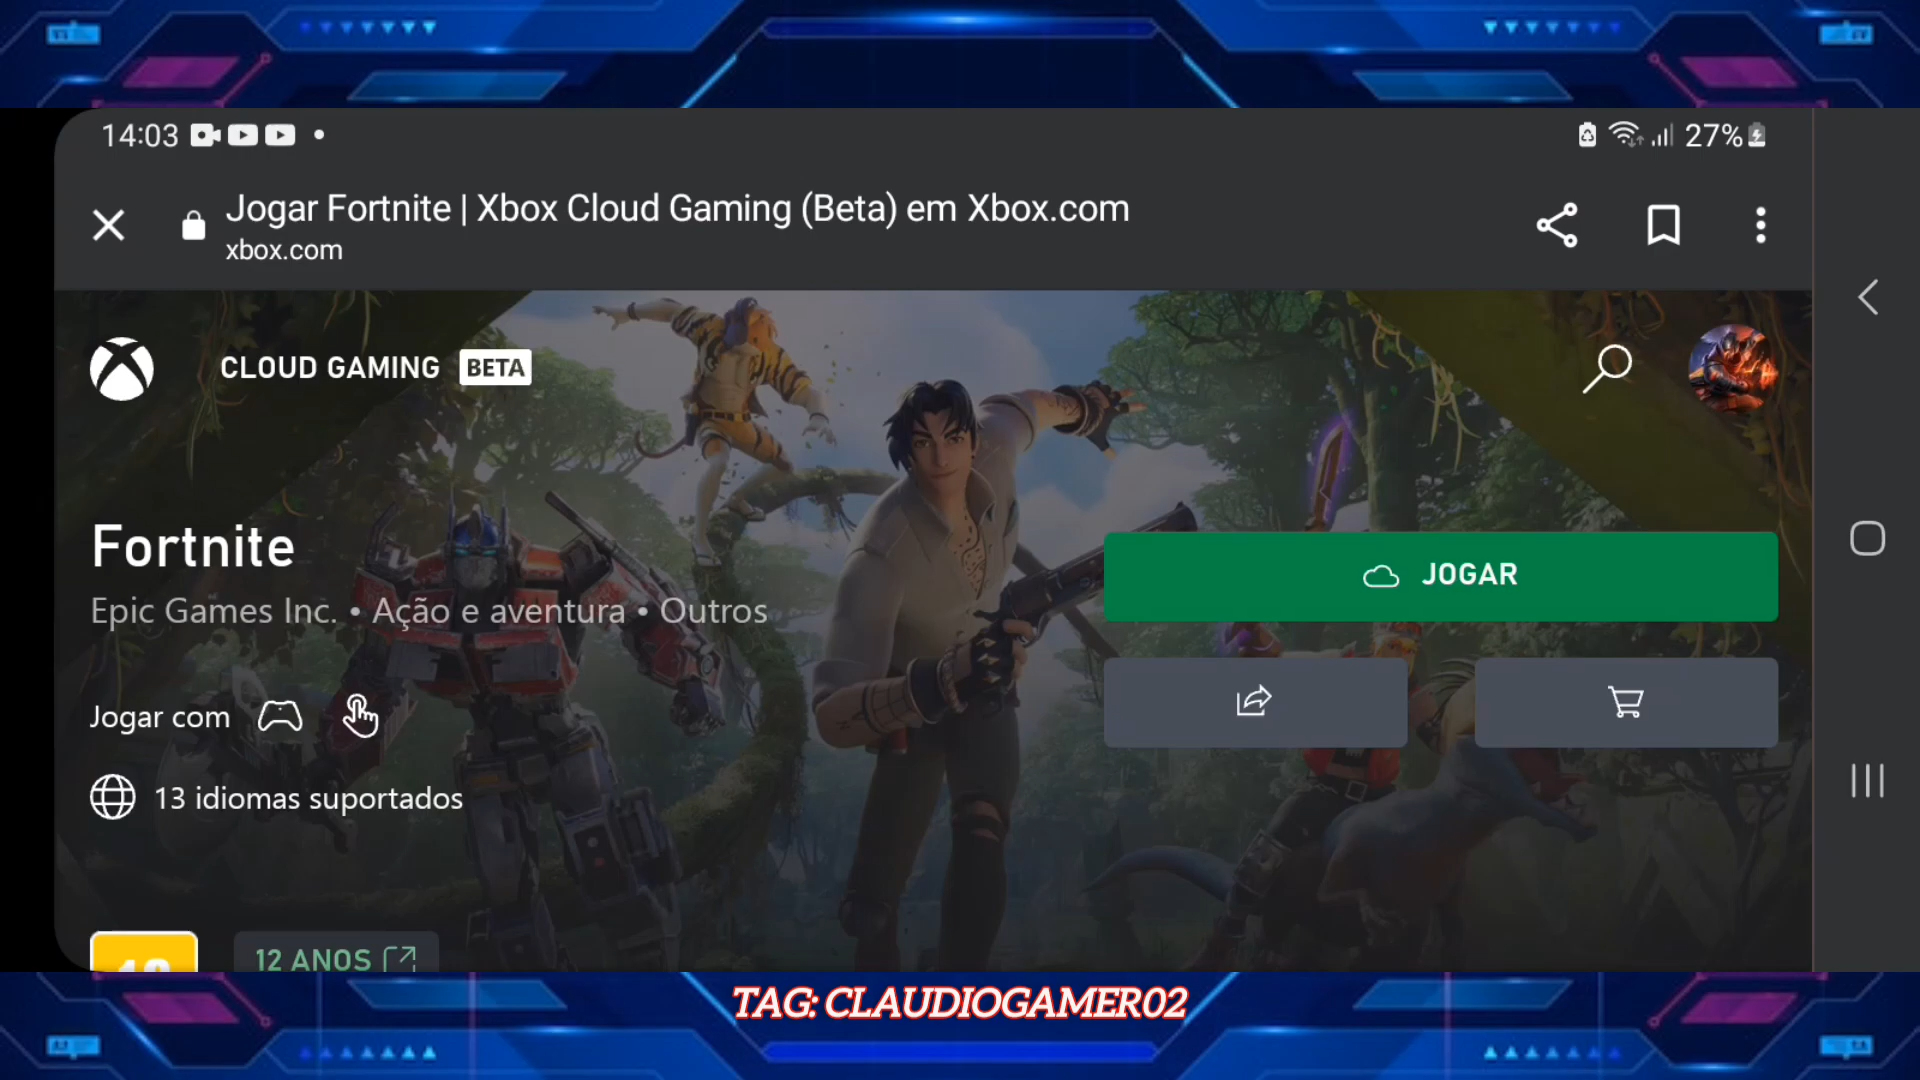 14:03
27%
Jogar Fortnite | Xbox Cloud Gaming (Beta) em Xbox.com
xbox.com
CLOUD GAMING BETA
Fortnite
Epic Games Inc. • Ação e aventura • Outros
JOGAR
Jogar com
13 idiomas suportados
12 ANOS
TAG: CLAUDIOGAMER02